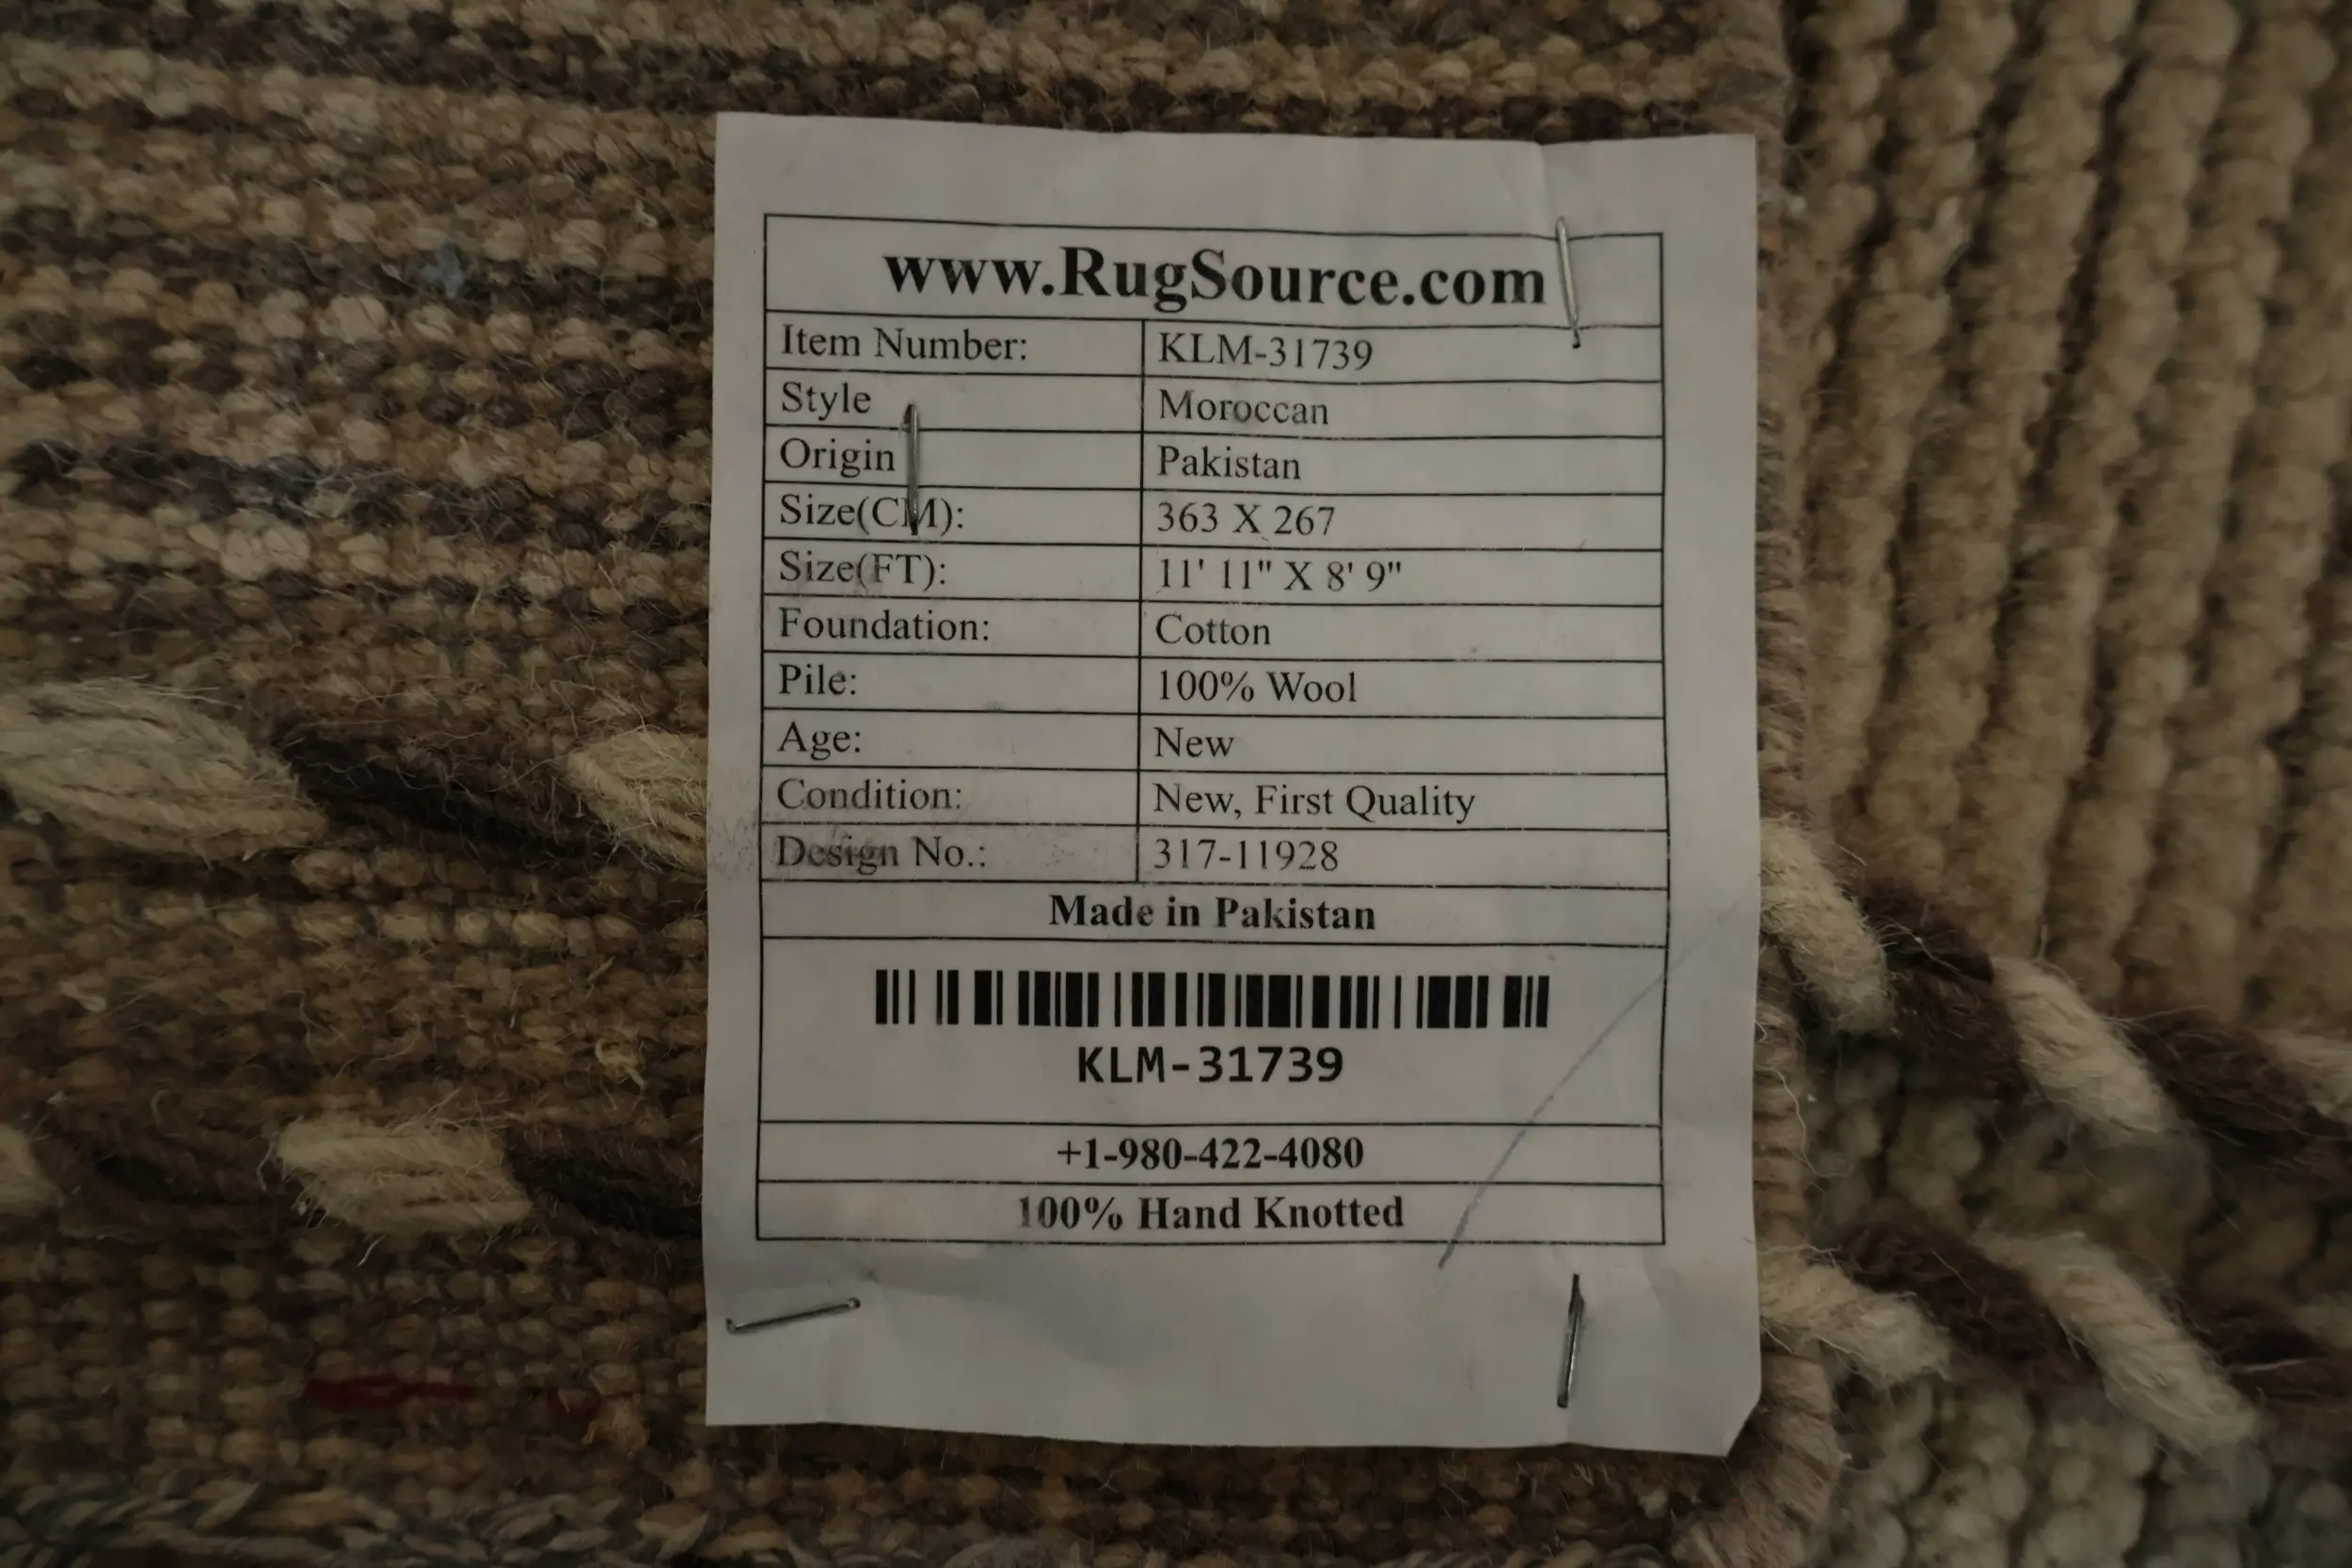 www.RugSource.com
Item Number: KLM-31739
Style Moroccan
Origin Pakistan
Size(CM): 363 X 267
Size(FT): 11' 11" X 8' 9"
Foundation: Cotton
Pile: 100% Wool
Age: New
Condition: New, First Quality
Design No.: 317-11928
Made in Pakistan
KLM-31739
+1-980-422-4080
100% Hand Knotted